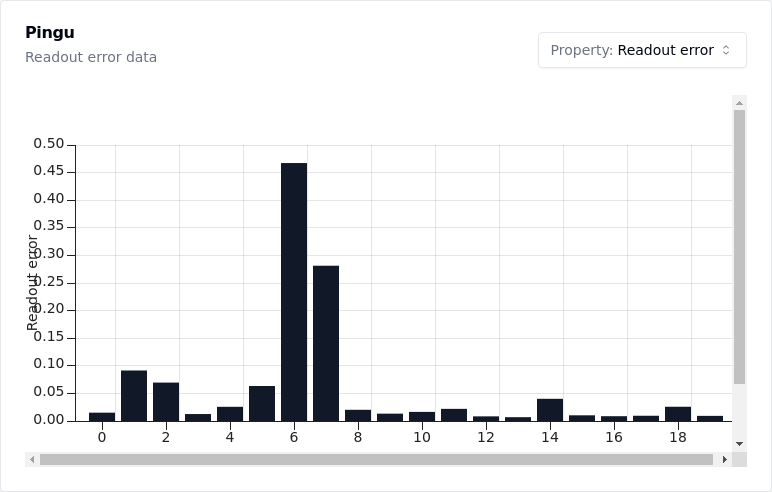 Pingu
Readout error data
Property: Readout error
Readout error
0.50
0.45
0.40
0.35
0.30
0.25
0.20
0.15
0.10
0.05
0.00
0 2 4 6 8 10 12 14 16 18